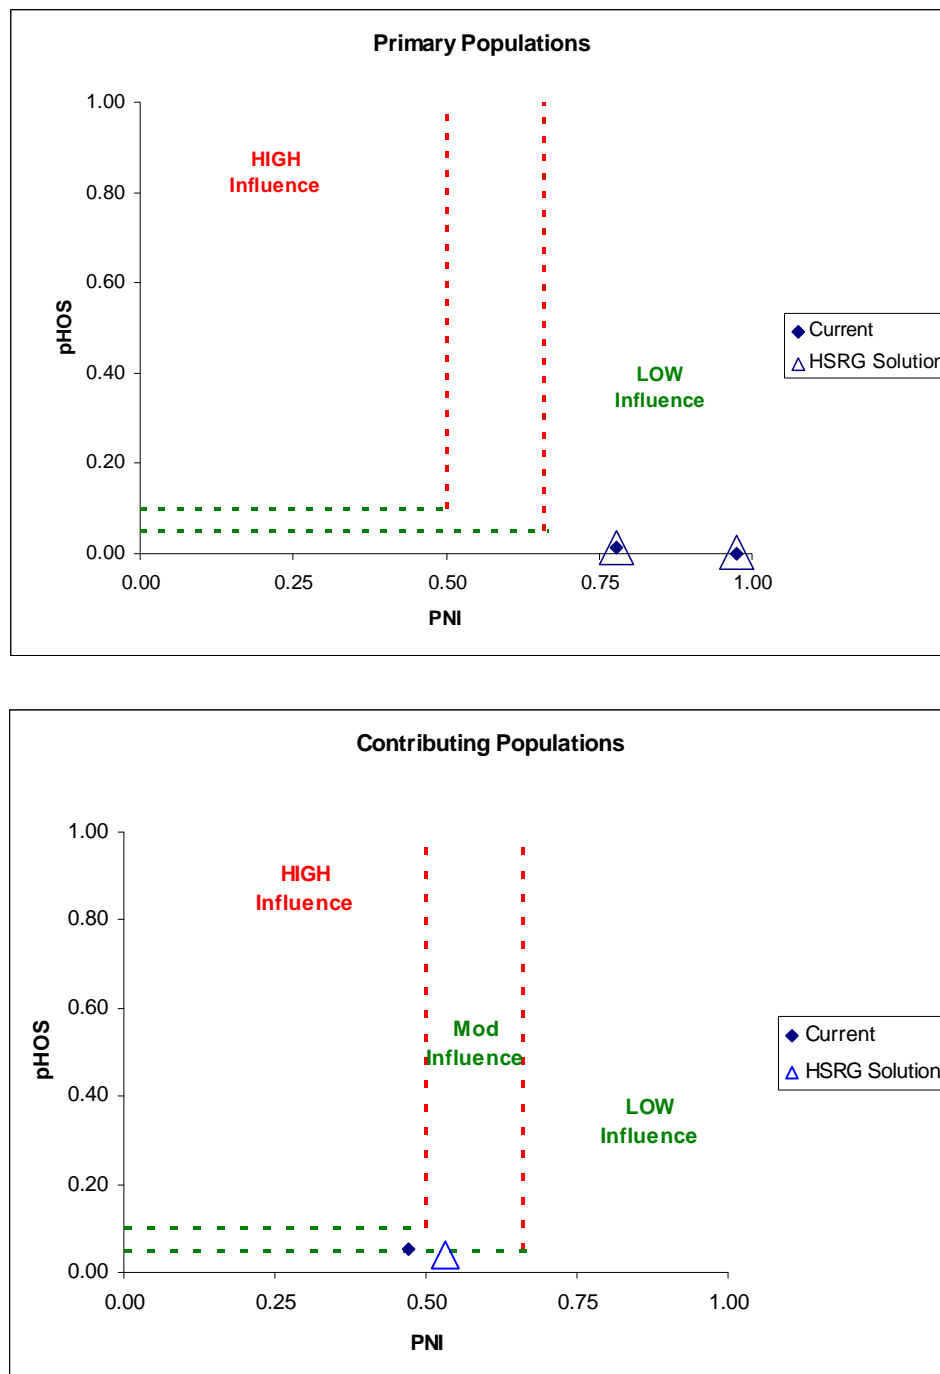 Primary Populations
1.00
HIGH
Influence
0.80
0.60
pHOS
Current
HSRG Solution
0.40
LOW
Influence
0.20
0.00
0.00 0.25 0.50 0.75 1.00
PNI
Contributing Populations
1.00
HIGH
Influence
0.80
0.60
pHOS
Mod
Influence
Current
HSRG Solution
0.40
LOW
Influence
0.20
0.00
0.00 0.25 0.50 0.75 1.00
PNI